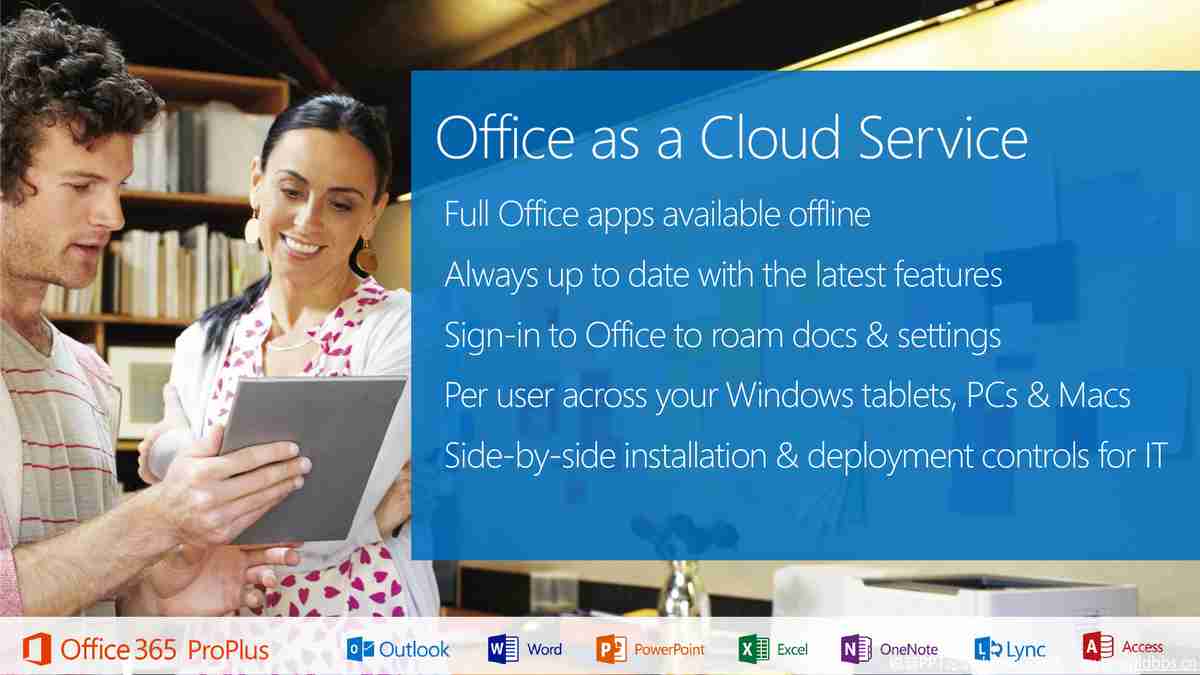 Office as a Cloud Service
Full Office apps available offline
Always up to date with the latest features
Sign-in to Office to roam docs & settings
Per user across your Windows tablets, PCs & Macs
Side-by-side installation & deployment controls for IT
Office 365 ProPlus
Outlook
Word
PowerPoint
Excel
OneNote
Lync
Access